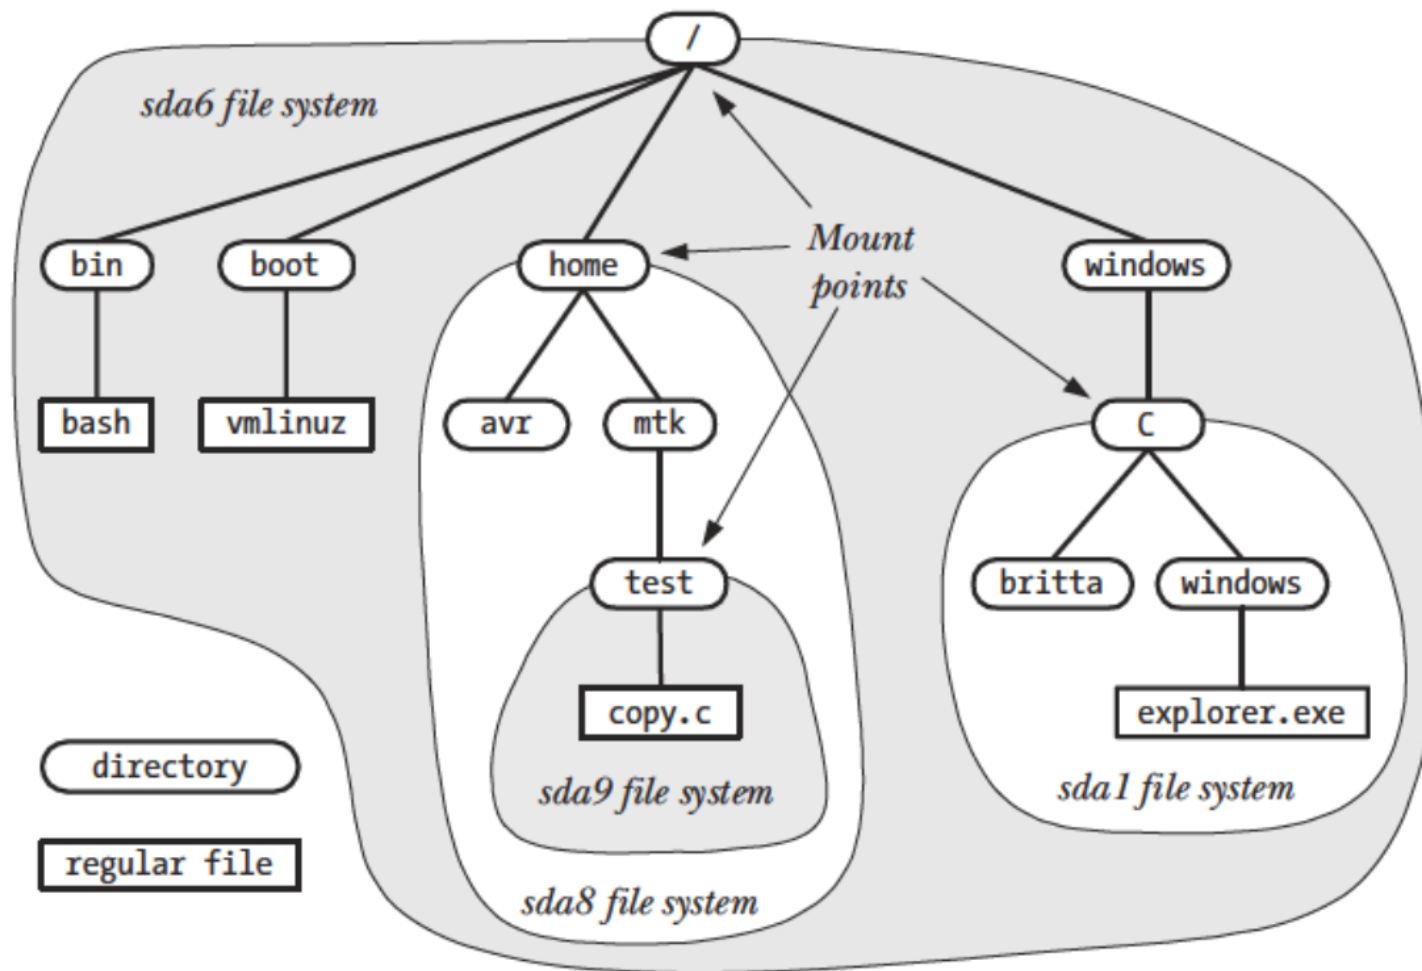 /
sda6 file system
Mount
points
bin
boot
home
windows
bash
vmlinuz
avr
mtk
C
test
britta
windows
copy.c
explorer.exe
directory
sda9 file system
sda1 file system
regular file
sda8 file system